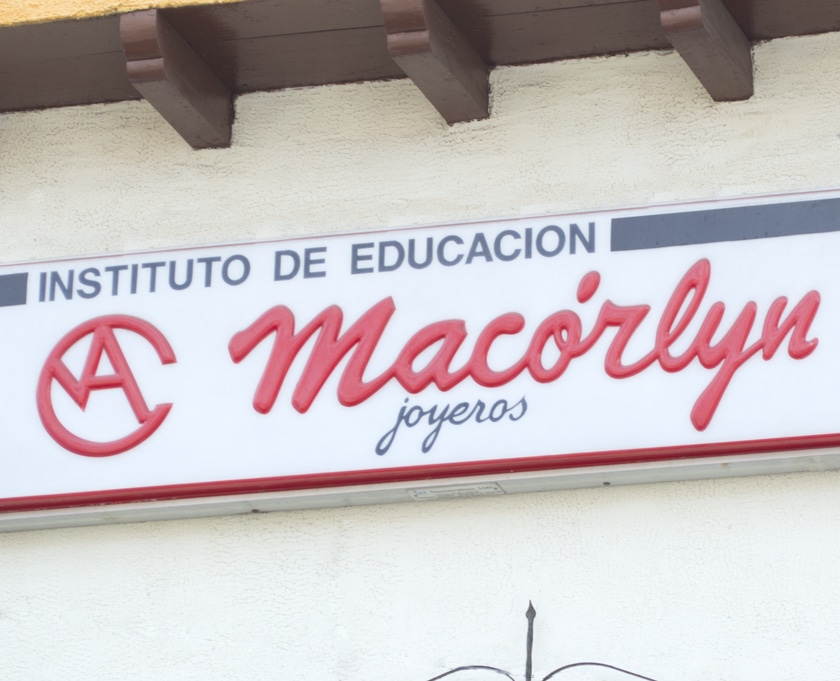 INSTITUTO DE EDUCACION
Macórlyn
joyeros